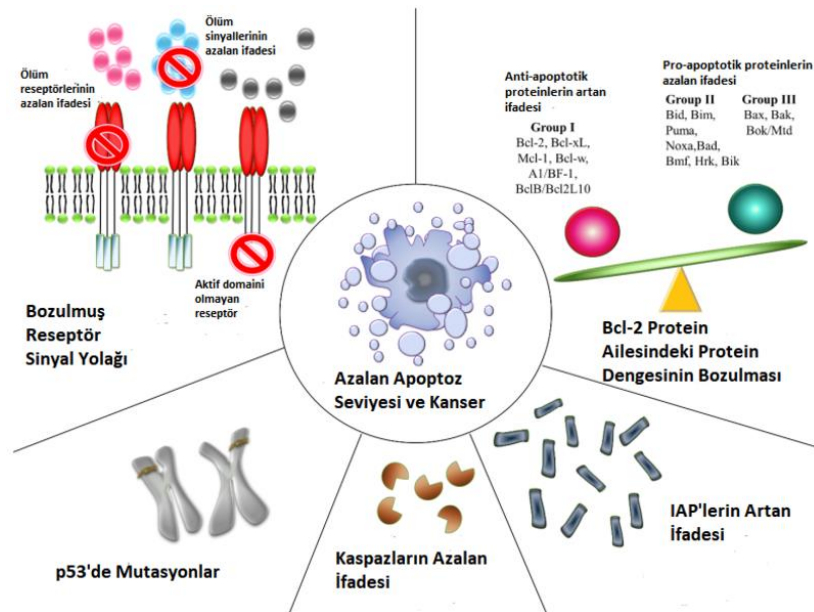 Ölüm
sinyallerinin
azalan ifadesi
Ölüm
reseptörlerinin
azalan ifadesi
Aktif domaini
olmayan
reseptör
Bozulmuş
Reseptör
Sinyal Yolağı
Anti-apoptotik
proteinlerin artan
ifadesi
Group I
Bcl-2, Bcl-xL,
Mcl-1, Bcl-w,
A1/BF-1,
BclB/Bcl2L10
Pro-apoptotik proteinlerin
azalan ifadesi
Group II
Bid, Bim,
Puma,
Noxa,Bad,
Bmf, Hrk, Bik
Group III
Bax, Bak,
Bok/Mtd
Bcl-2 Protein
Ailesindeki Protein
Dengesinin Bozulması
Azalan Apoptoz
Seviyesi ve Kanser
p53'de Mutasyonlar
Kaspazların Azalan
İfadesi
IAP'lerin Artan
İfadesi